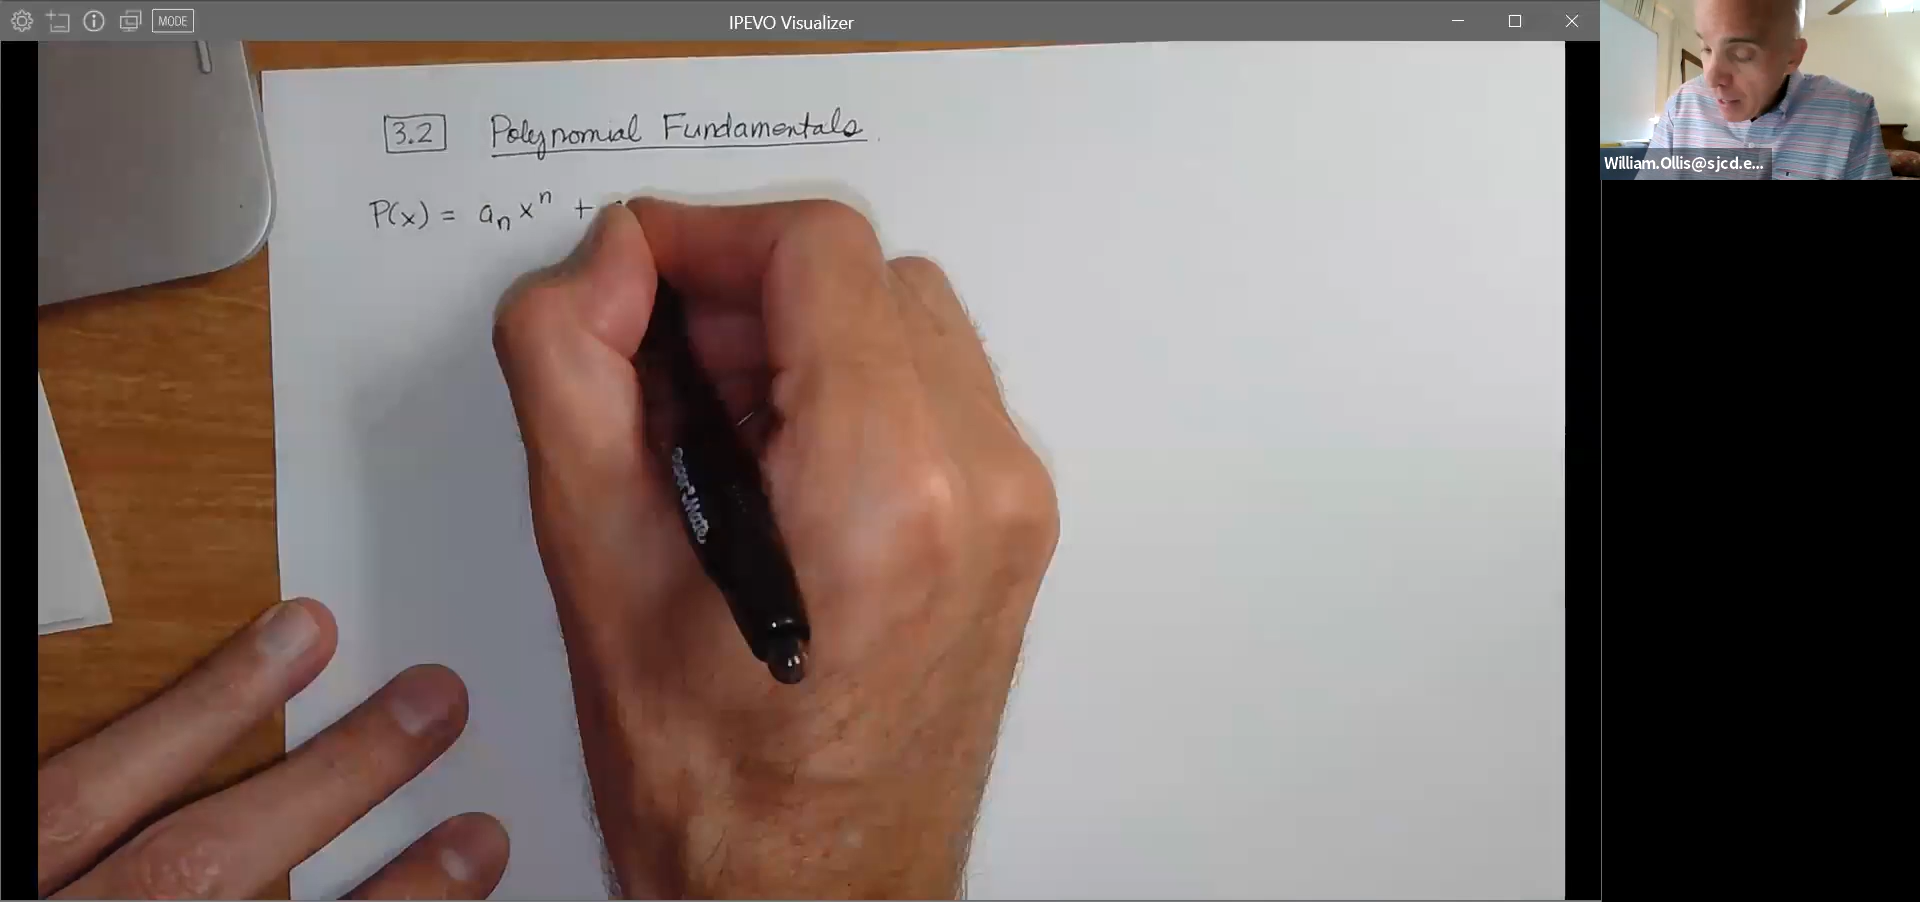 MODE
IPEVO Visualizer
3.2 Polynomial Fundamentals
P(x) = aₙxⁿ +
William.Ollis@sjcd.e...